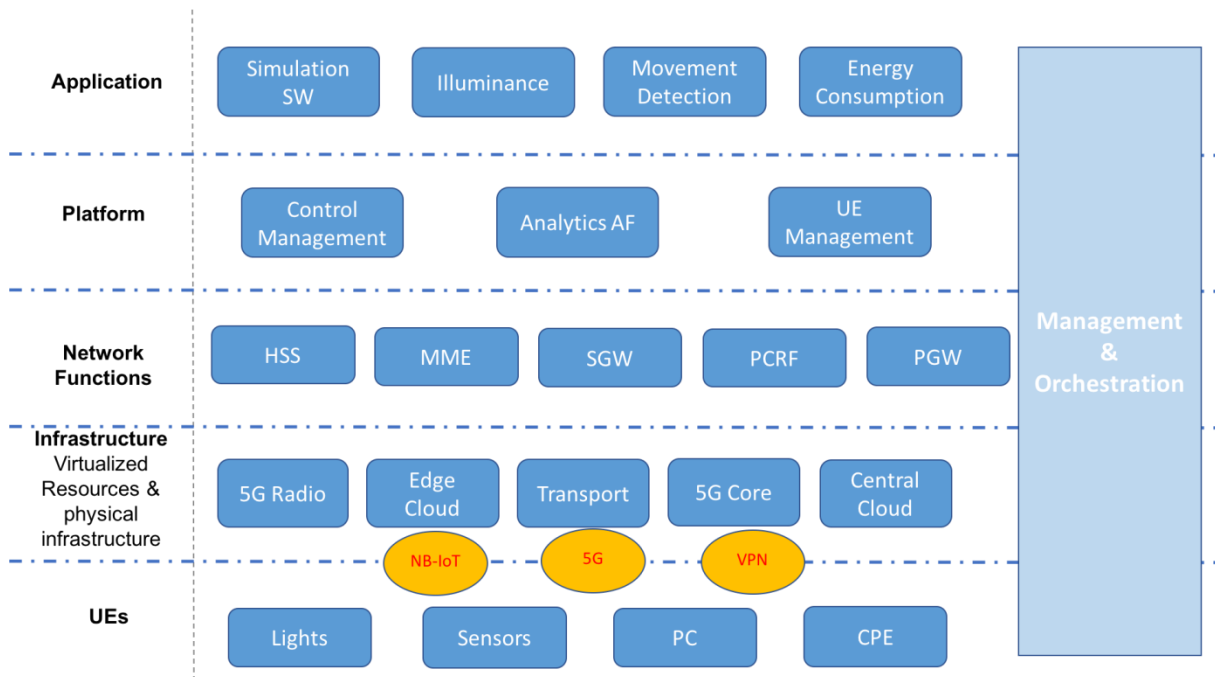 Application
Simulation
SW
Illuminance
Movement
Detection
Energy
Consumption
Platform
Control
Management
Analytics AF
UE
Management
Network
Functions
HSS
MME
SGW
PCRF
PGW
Management
&
Orchestration
Infrastructure
Virtualized
Resources &
physical
infrastructure
5G Radio
Edge
Cloud
Transport
5G Core
Central
Cloud
NB-IoT
5G
VPN
UEs
Lights
Sensors
PC
CPE